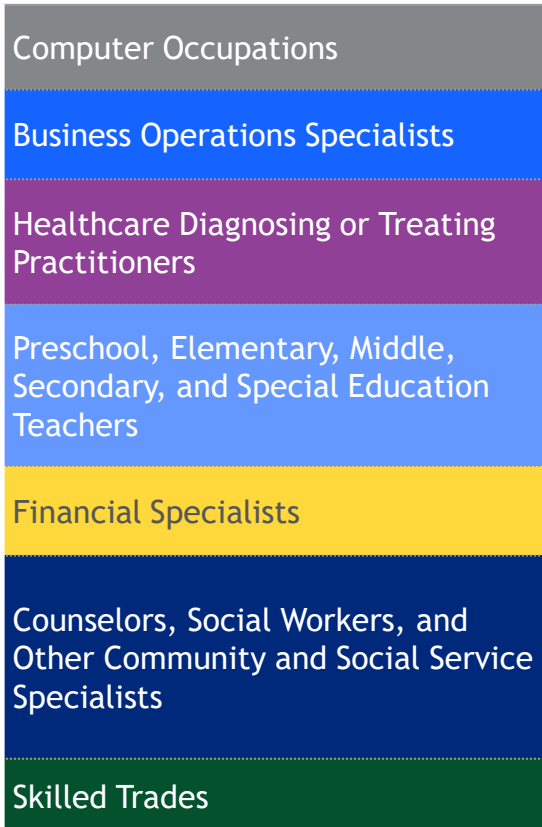 Computer Occupations
Business Operations Specialists
Healthcare Diagnosing or Treating
Practitioners
Preschool, Elementary, Middle,
Secondary, and Special Education
Teachers
Financial Specialists
Counselors, Social Workers, and
Other Community and Social Service
Specialists
Skilled Trades